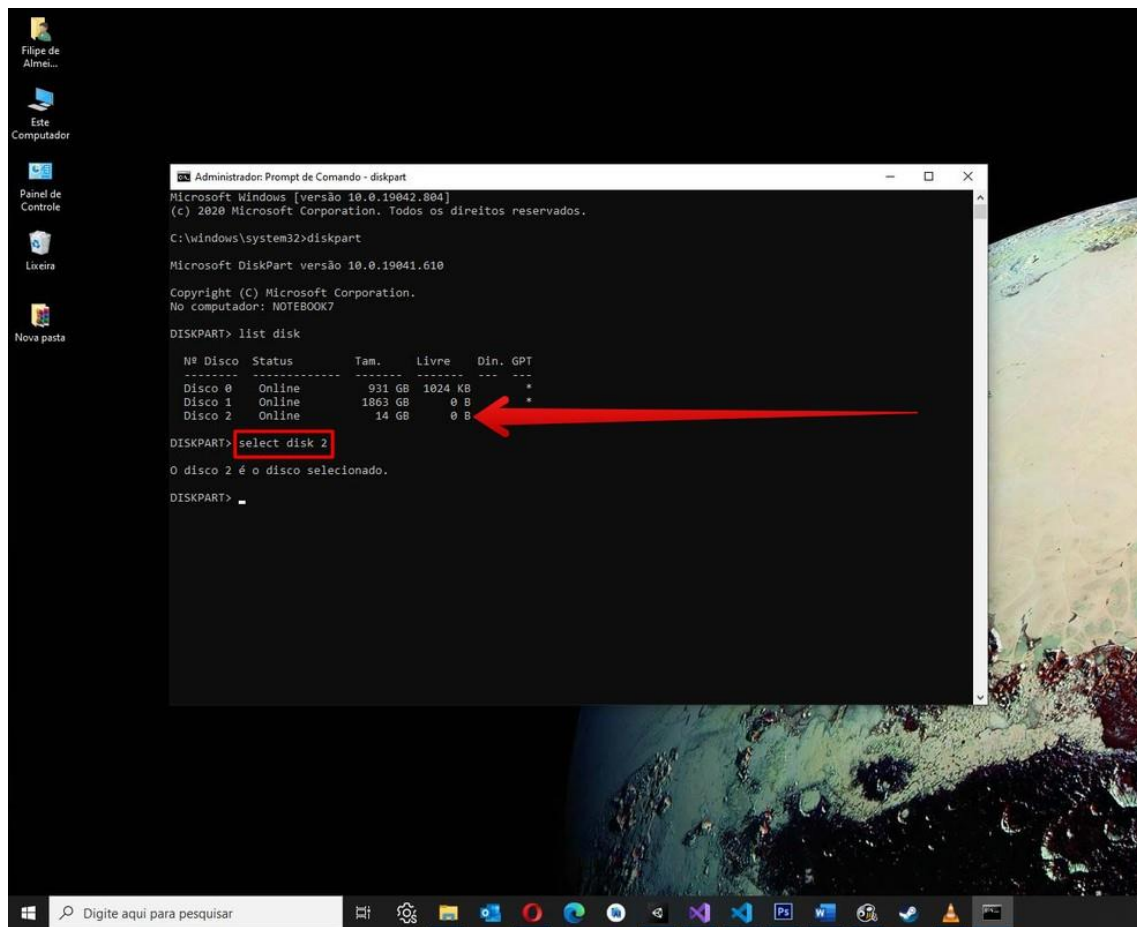 Filipe de
Almei...
Este
Computador
Painel de
Controle
Lixeira
Nova pasta
Administrador: Prompt de Comando - diskpart
Microsoft Windows [versão 10.0.19042.804]
(c) 2020 Microsoft Corporation. Todos os direitos reservados.
C:\windows\system32>diskpart
Microsoft DiskPart versão 10.0.19041.610
Copyright (C) Microsoft Corporation.
No computador: NOTEBOOK7
DISKPART> list disk
Nº Disco Status Tam. Livre Din. GPT
-------- ------------- ------- ------- --- ---
Disco 0 Online 931 GB 1024 KB *
Disco 1 Online 1863 GB 0 B *
Disco 2 Online 14 GB 0 B
DISKPART> select disk 2
O disco 2 é o disco selecionado.
DISKPART>
Digite aqui para pesquisar
Ps